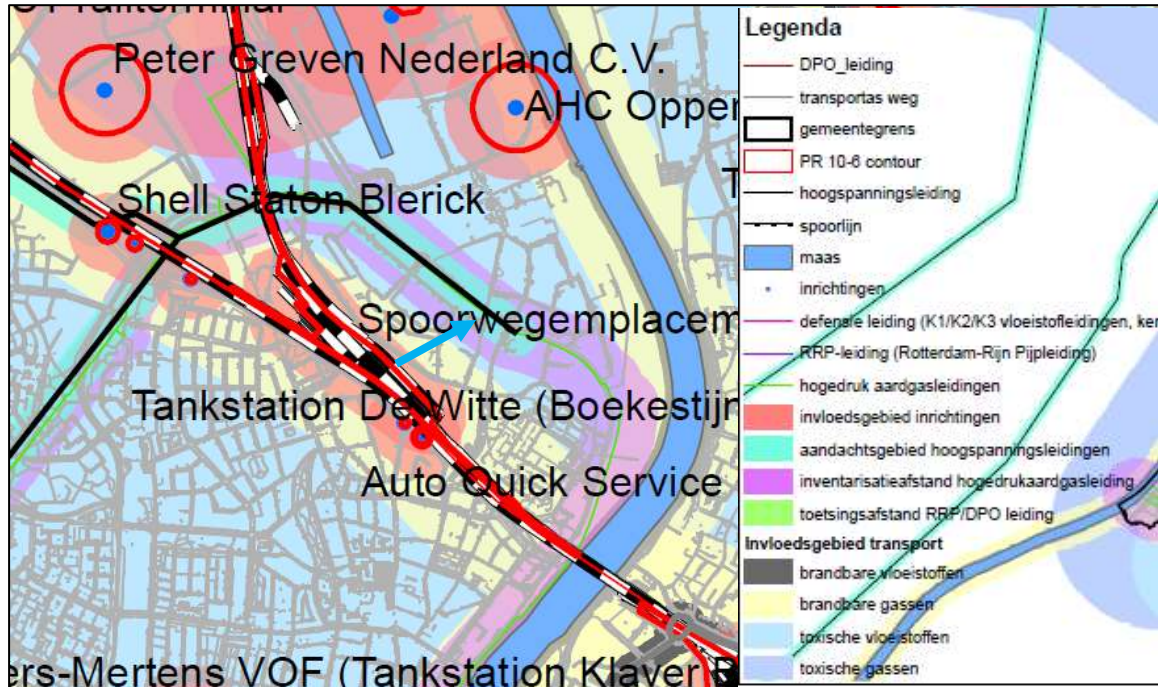 Peter Greven Nederland C.V.
AHC Oppen
Shell Staton Blerick
Spoorwegemplacem
Tankstation De Witte (Boekestijn
Auto Quick Service
ers-Mertens VOF (Tankstation Klaver
Legenda
DPO_leiding
transportas weg
gemeentegrens
PR 10-6 contour
hoogspanningsleiding
spoorlijn
maas
inrichtingen
defensie leiding (K1/K2/K3 vloeistofleidingen, ker
RRP-leiding (Rotterdam-Rijn Pijpleiding)
hogedruk aardgasleidingen
invloedsgebied inrichtingen
aandachtsgebied hoogspanningsleidingen
inventarisatieafstand hogedrukaardgasleiding
toetsingsafstand RRP/DPO leiding
Invloedsgebied transport
brandbare vloeistoffen
brandbare gassen
toxische vloeistoffen
toxische gassen